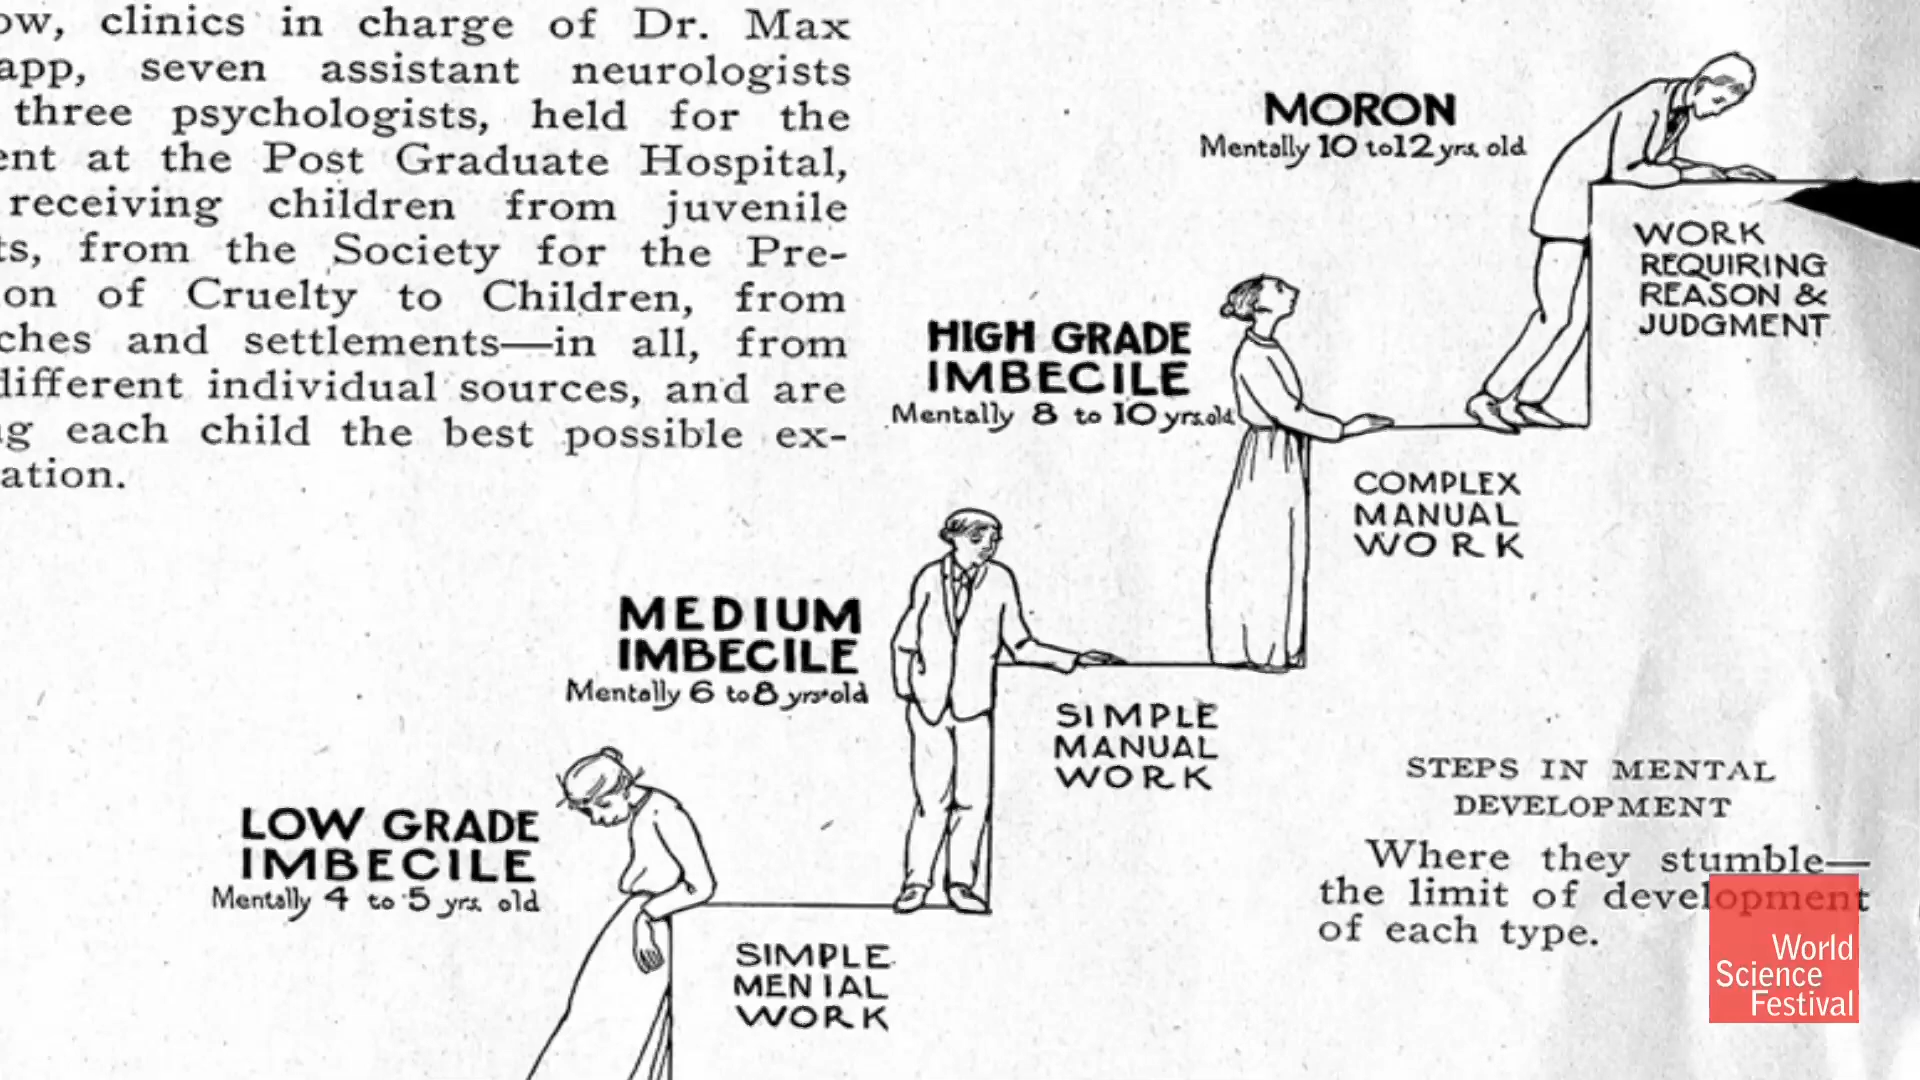 ow, clinics in charge of Dr. Max
app, seven assistant neurologists
three psychologists, held for the
ent at the Post Graduate Hospital,
receiving children from juvenile
ts, from the Society for the Pre-
on of Cruelty to Children, from
ches and settlements—in all, from
different individual sources, and are
g each child the best possible ex-
ation.
MORON
Mentally 10 to 12 yrs. old
WORK
REQUIRING
REASON &
JUDGMENT
HIGH GRADE
IMBECILE
Mentally 8 to 10 yrs. old
COMPLEX
MANUAL
WORK
MEDIUM
IMBECILE
Mentally 6 to 8 yrs. old
SIMPLE
MANUAL
WORK
LOW GRADE
IMBECILE
Mentally 4 to 5 yrs. old
SIMPLE
MENIAL
WORK
STEPS IN MENTAL
DEVELOPMENT
Where they stumble—
the limit of development
of each type.
World
Science
Festival